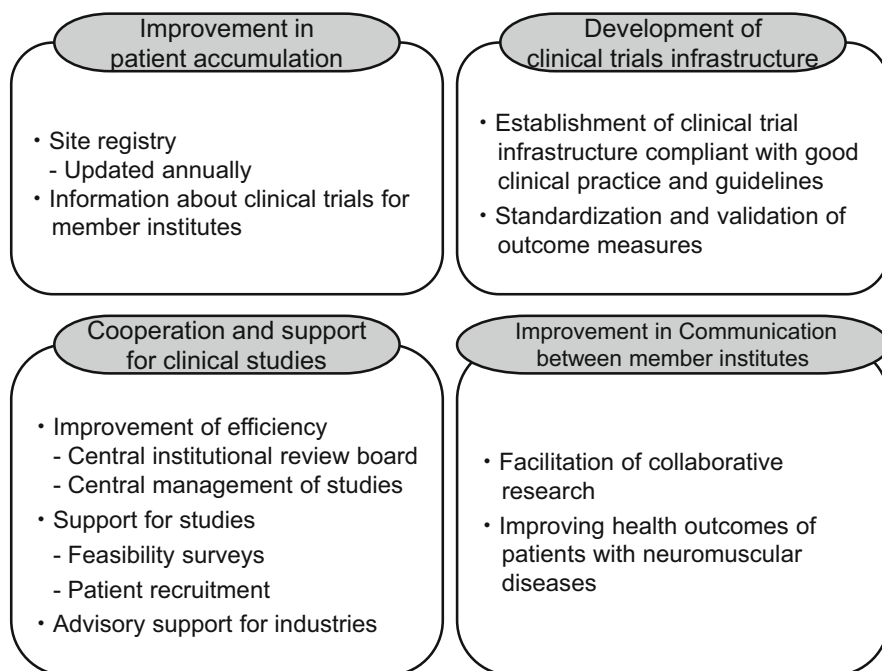 Improvement in
patient accumulation
・Site registry
- Updated annually
・Information about clinical trials for
member institutes
Development of
clinical trials infrastructure
・Establishment of clinical trial
infrastructure compliant with good
clinical practice and guidelines
・Standardization and validation of
outcome measures
Cooperation and support
for clinical studies
・Improvement of efficiency
- Central institutional review board
- Central management of studies
・Support for studies
- Feasibility surveys
- Patient recruitment
・Advisory support for industries
Improvement in Communication
between member institutes
・Facilitation of collaborative
research
・Improving health outcomes of
patients with neuromuscular
diseases